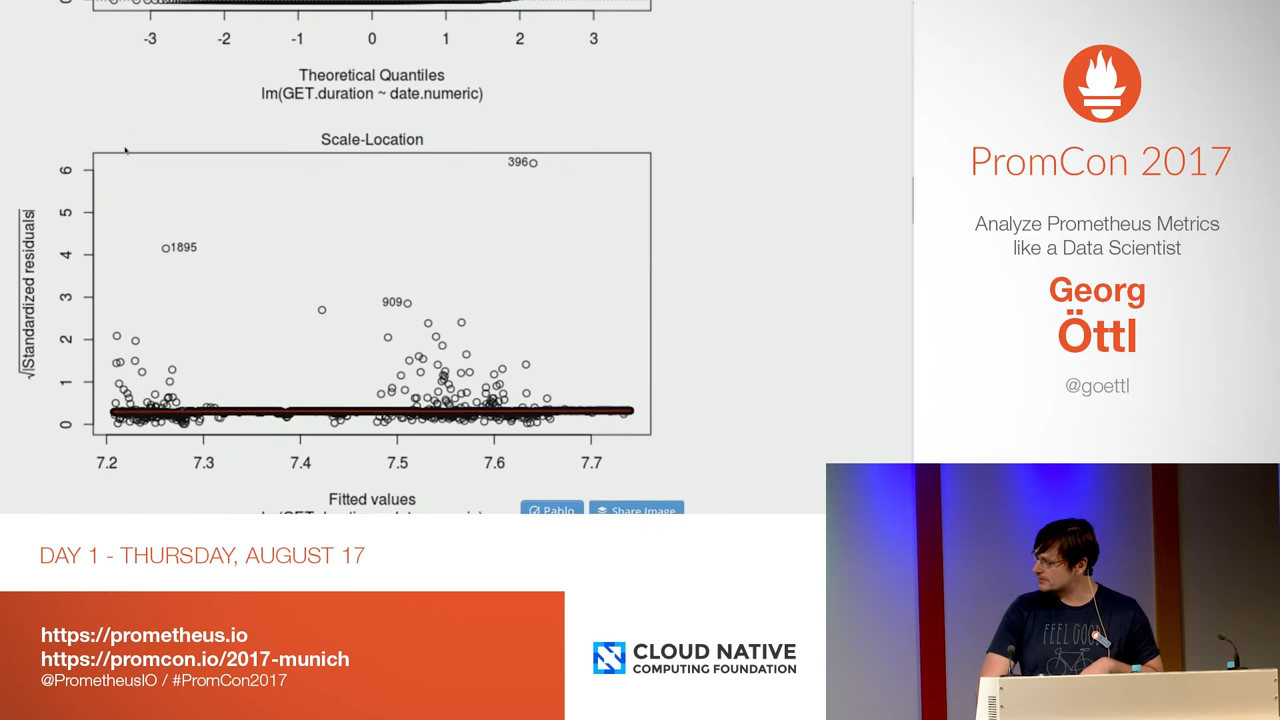 -3 -2 -1 0 1 2 3
Theoretical Quantiles
lm(GET.duration ~ date.numeric)
Scale-Location
√|Standardized residuals|
6
5
4
3
2
1
0
396
1895
909
7.2 7.3 7.4 7.5 7.6 7.7
Fitted values
Pablo
Share Image
PromCon 2017
Analyze Prometheus Metrics
like a Data Scientist
Georg
Öttl
@goettl
DAY 1 - THURSDAY, AUGUST 17
https://prometheus.io
https://promcon.io/2017-munich
@PrometheusIO / #PromCon2017
CLOUD NATIVE
COMPUTING FOUNDATION
FEEL GOOD